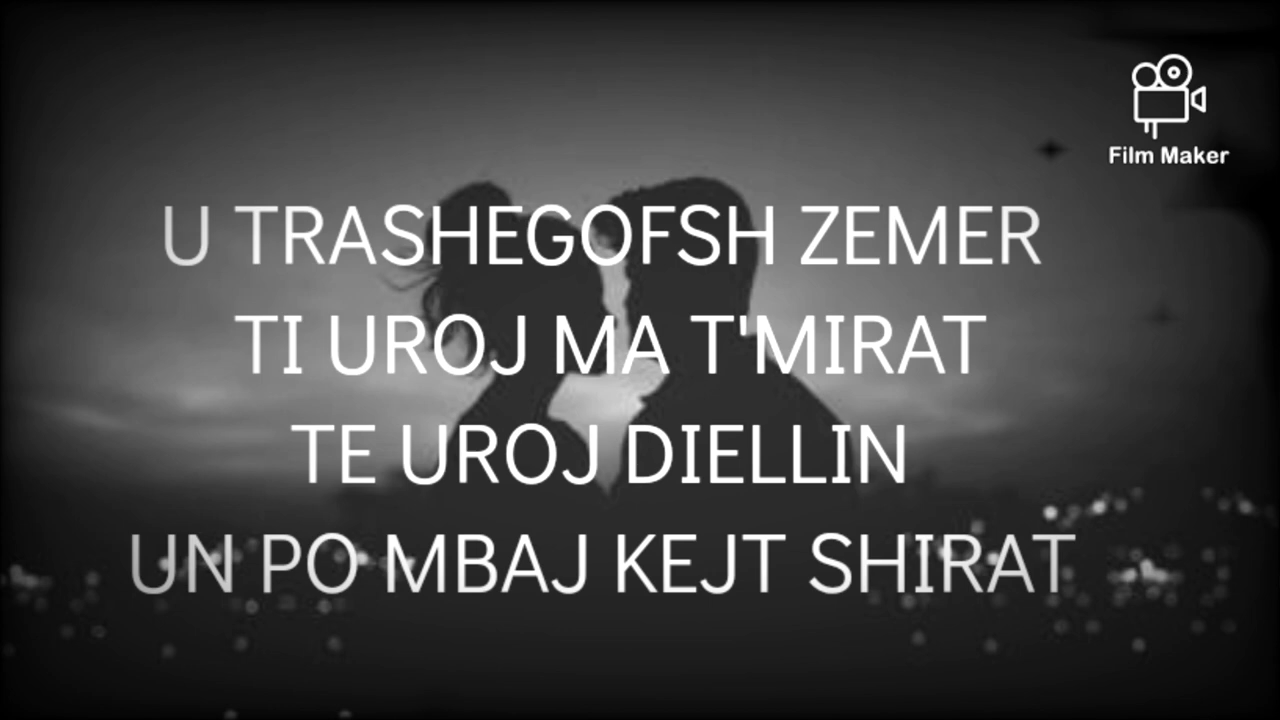 Film Maker
U TRASHEGOFSH ZEMER
TI UROJ MA T'MIRAT
TE UROJ DIELLIN
UN PO MBAJ KEJT SHIRAT